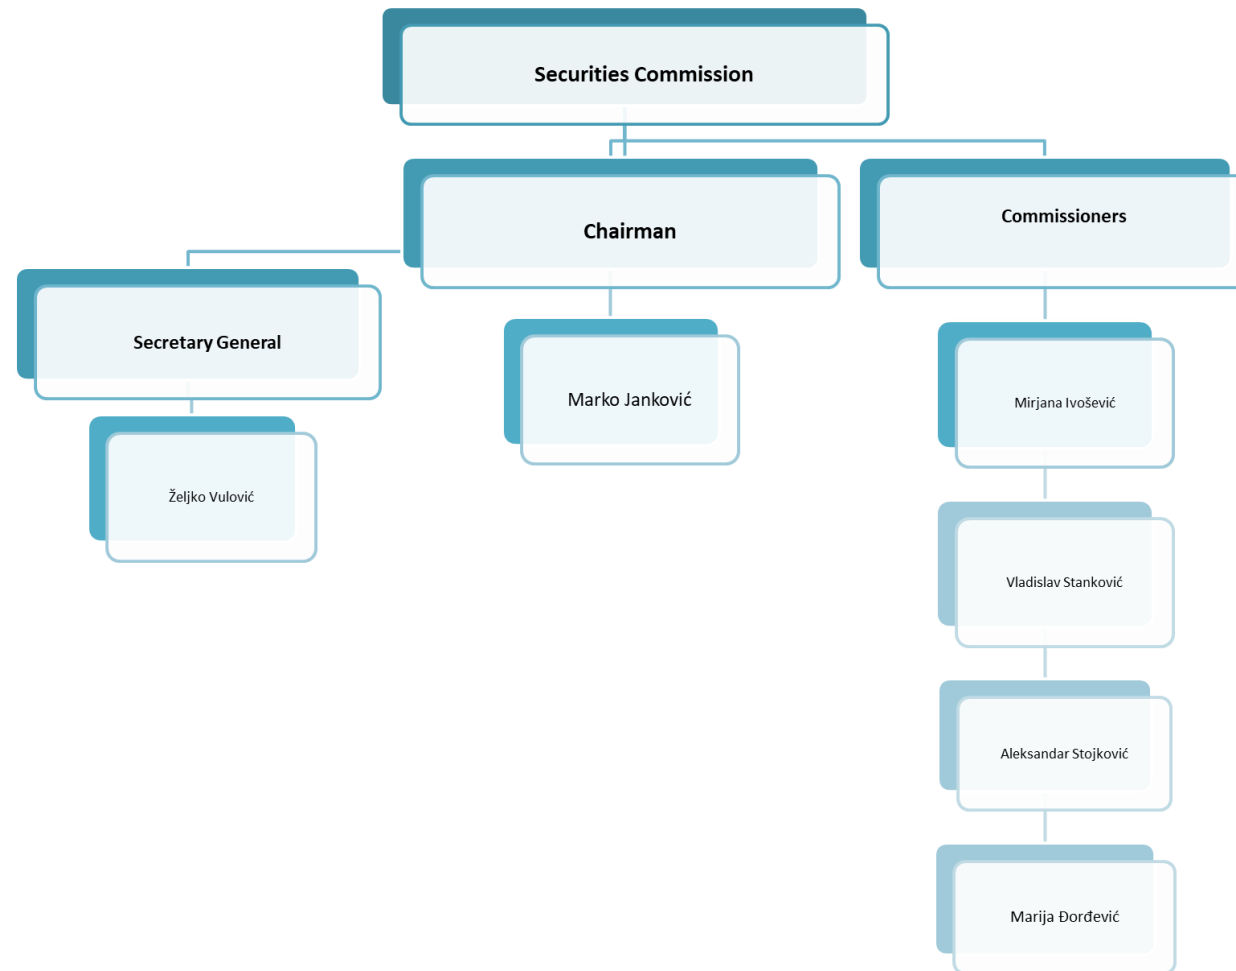 Securities Commission
Chairman
Commissioners
Secretary General
Marko Janković
Mirjana Ivošević
Željko Vulović
Vladislav Stanković
Aleksandar Stojković
Marija Đorđević